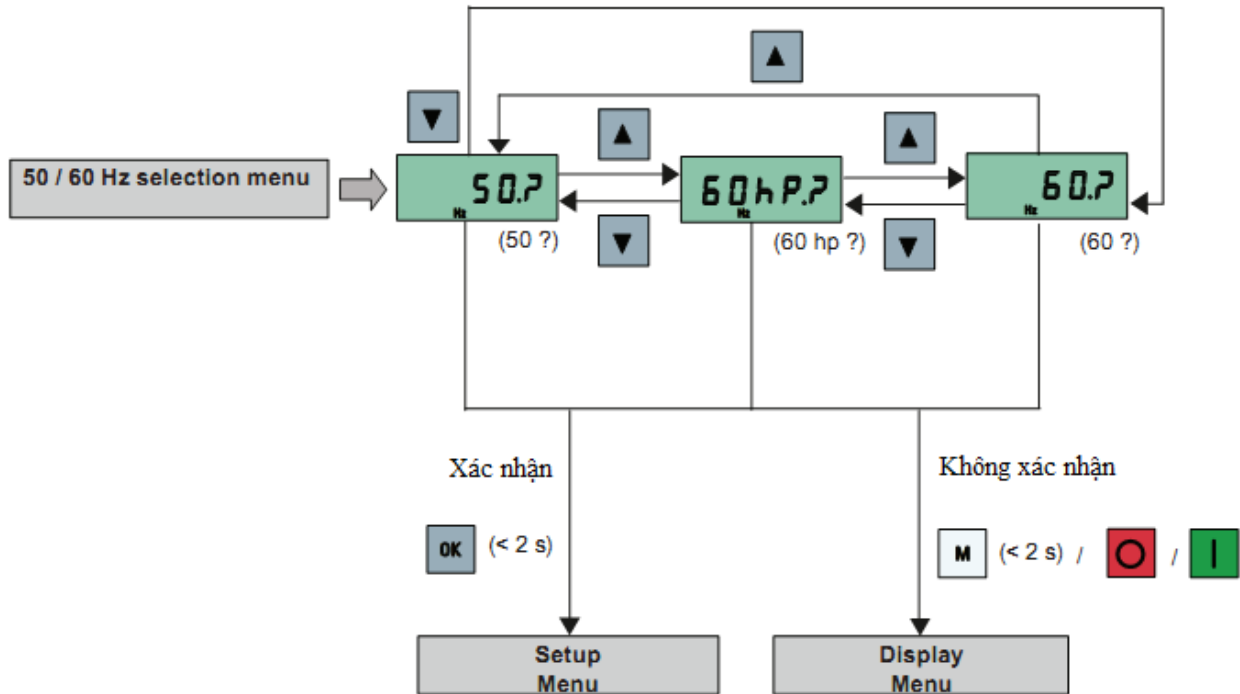 ▲
▼
▲
▲
50 / 60 Hz selection menu
50.?
Hz
60hP.?
Hz
60.?
Hz
(50 ?)
▼
(60 hp ?)
▼
(60 ?)
Xác nhận
Không xác nhận
OK (< 2 s)
M (< 2 s) / O / I
Setup
Menu
Display
Menu